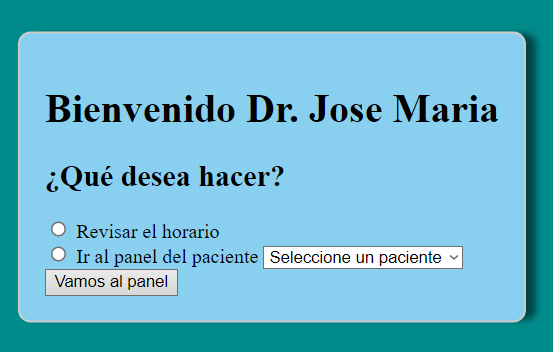 Bienvenido Dr. Jose Maria
¿Qué desea hacer?
Revisar el horario
Ir al panel del paciente Seleccione un paciente
Vamos al panel